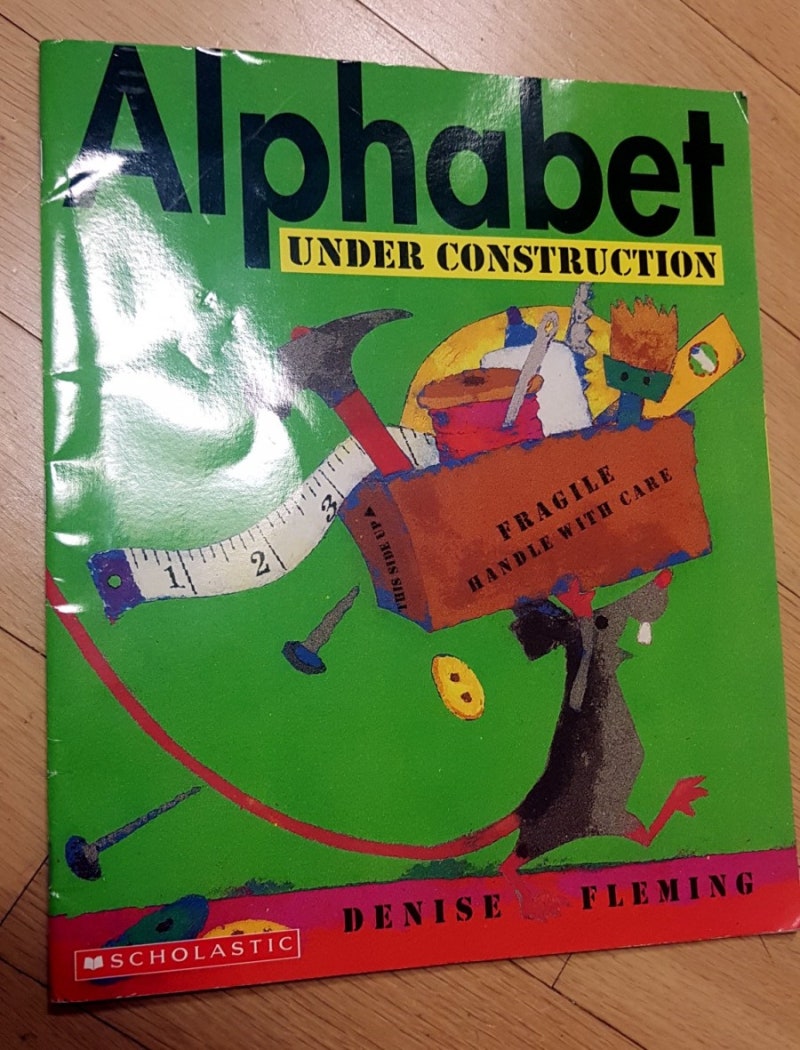 Alphabet
UNDER CONSTRUCTION
1 2 3
FRAGILE
HANDLE WITH CARE
THIS SIDE UP ▲
DENISE FLEMING
SCHOLASTIC